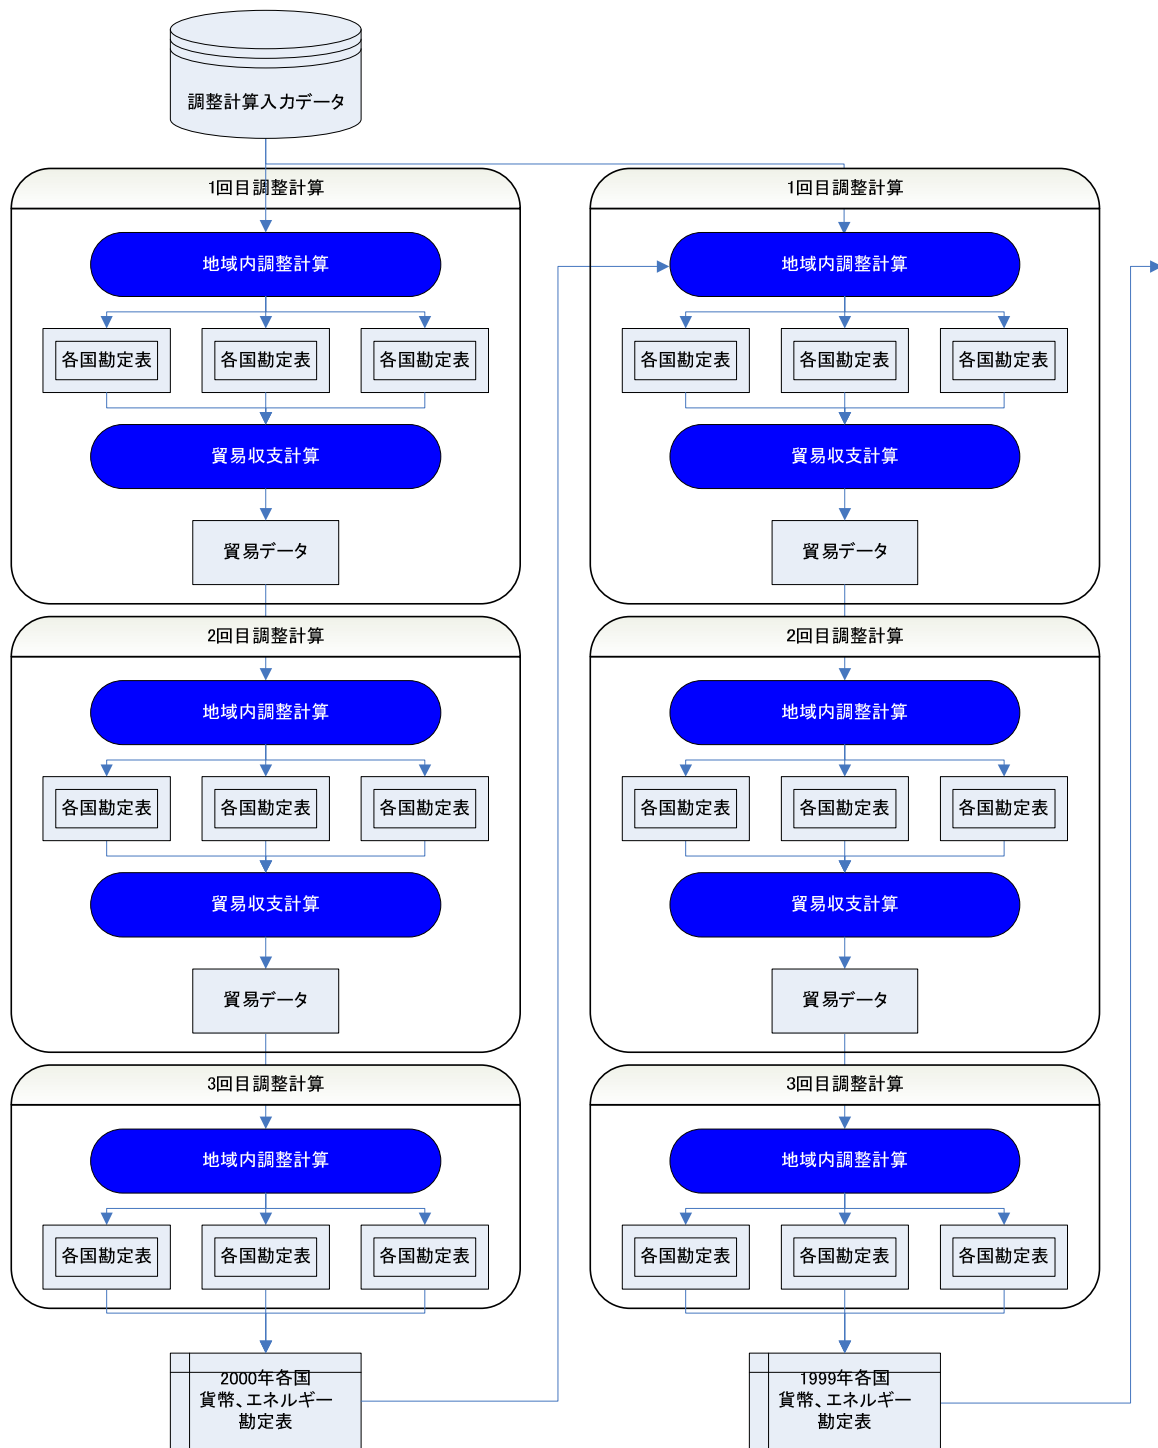 調整計算入力データ
1回目調整計算
地域内調整計算
各国勘定表
各国勘定表
各国勘定表
貿易収支計算
貿易データ
2回目調整計算
地域内調整計算
各国勘定表
各国勘定表
各国勘定表
貿易収支計算
貿易データ
3回目調整計算
地域内調整計算
各国勘定表
各国勘定表
各国勘定表
2000年各国
貨幣、エネルギー
勘定表
1回目調整計算
地域内調整計算
各国勘定表
各国勘定表
各国勘定表
貿易収支計算
貿易データ
2回目調整計算
地域内調整計算
各国勘定表
各国勘定表
各国勘定表
貿易収支計算
貿易データ
3回目調整計算
地域内調整計算
各国勘定表
各国勘定表
各国勘定表
1999年各国
貨幣、エネルギー
勘定表